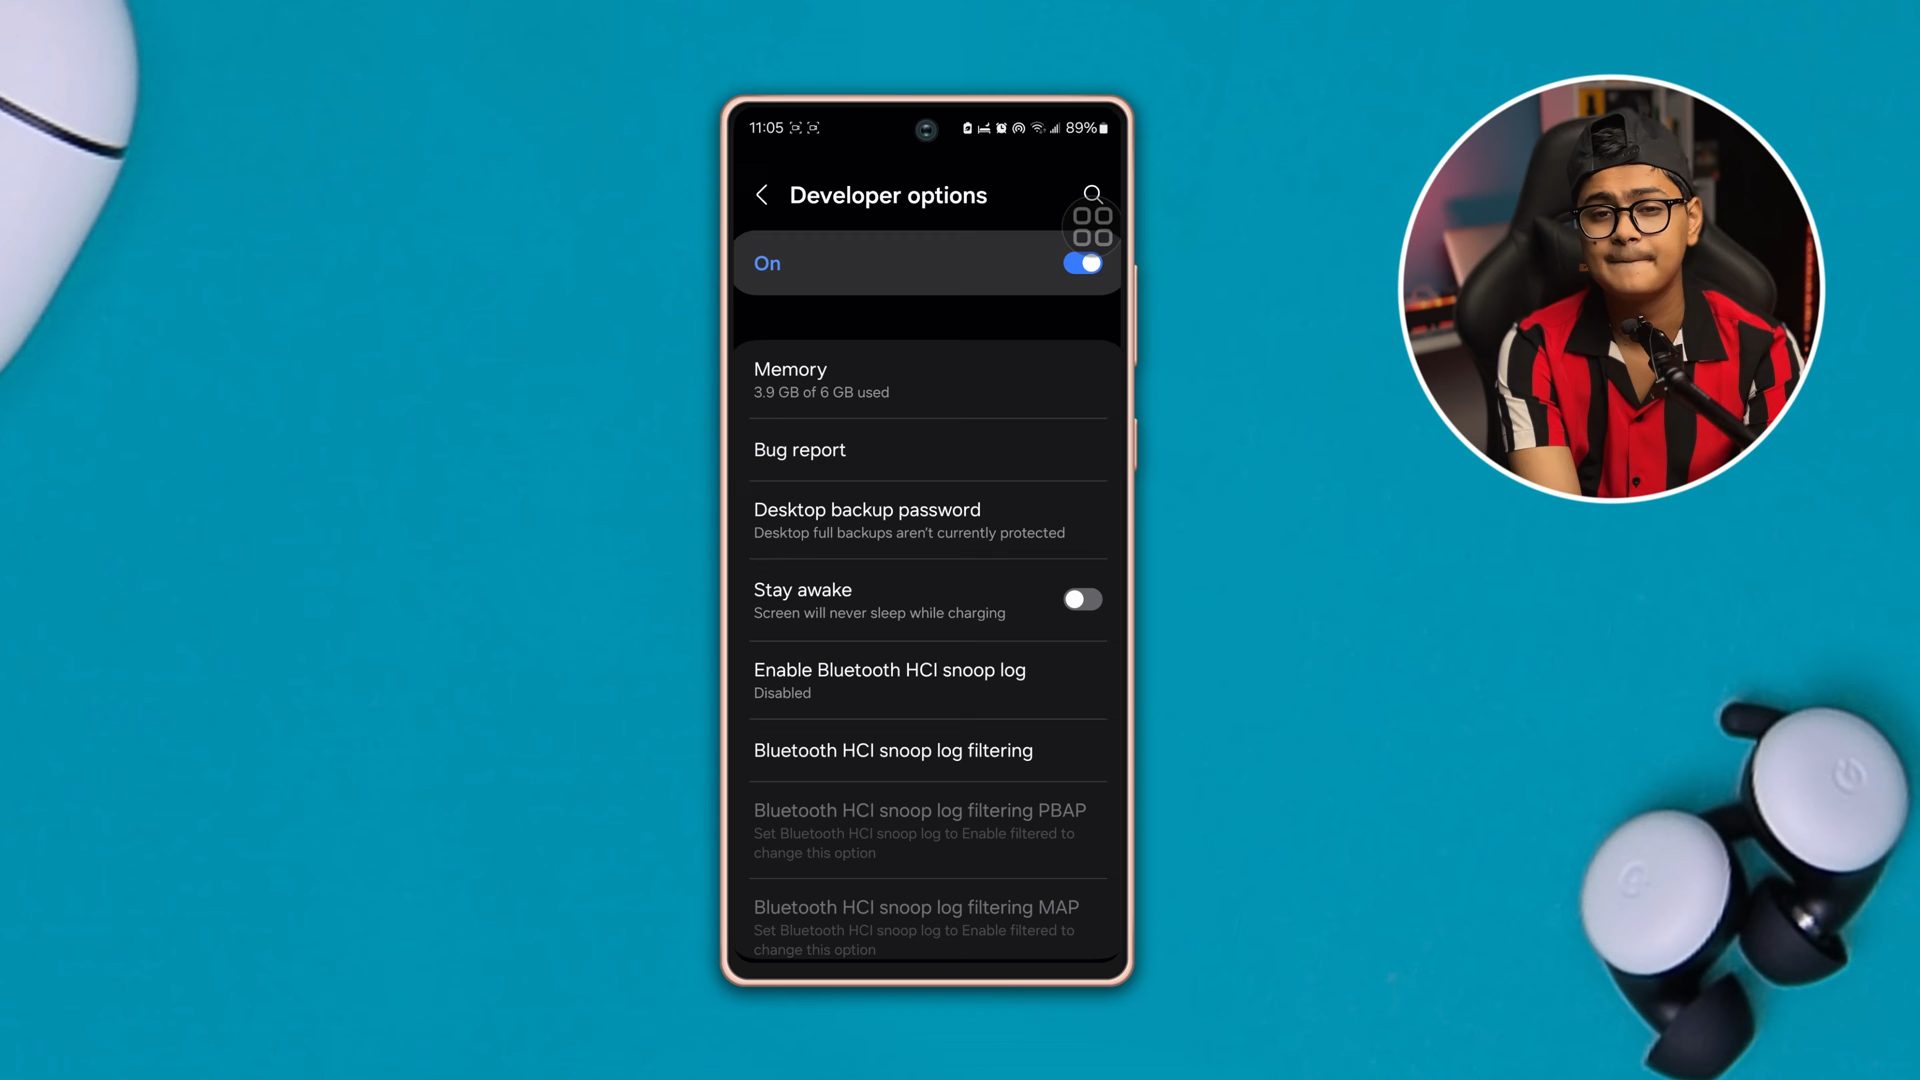 11:05
89%
Developer options
On
Memory
3.9 GB of 6 GB used
Bug report
Desktop backup password
Desktop full backups aren't currently protected
Stay awake
Screen will never sleep while charging
Enable Bluetooth HCI snoop log
Disabled
Bluetooth HCI snoop log filtering
Bluetooth HCI snoop log filtering PBAP
Set Bluetooth HCI snoop log to Enable filtered to
change this option
Bluetooth HCI snoop log filtering MAP
Set Bluetooth HCI snoop log to Enable filtered to
change this option